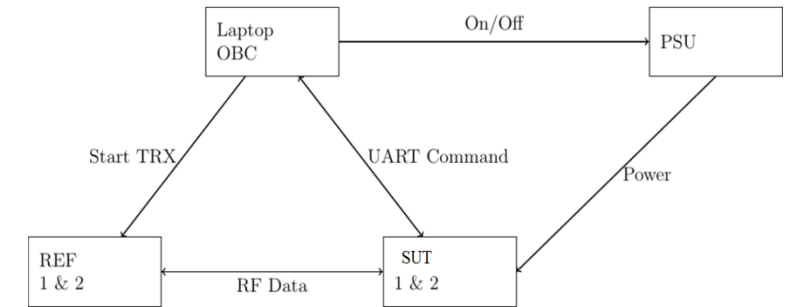 On/Off
Laptop
OBC
PSU
Start TRX
UART Command
Power
REF
1 & 2
SUT
1 & 2
RF Data